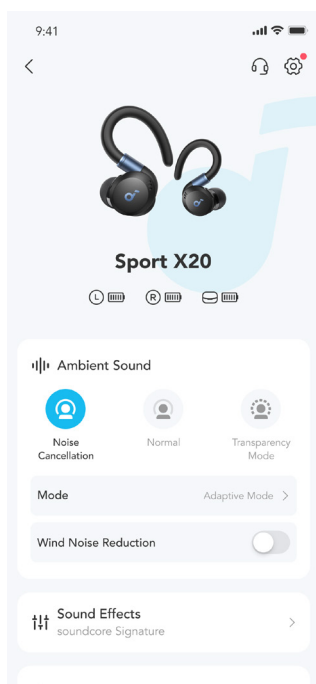 9:41
Sport X20
L R
Ambient Sound
Noise Normal Transparency
Cancellation Mode
Mode Adaptive Mode
Wind Noise Reduction
Sound Effects
soundcore Signature